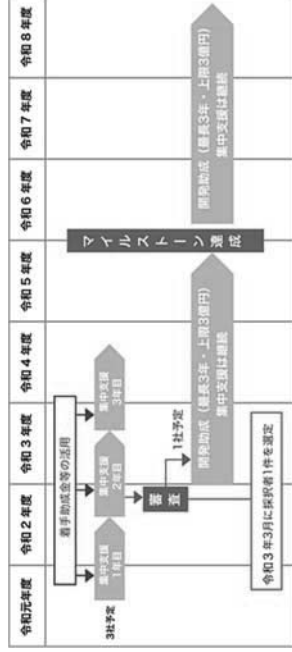 令和元年度
令和2年度
令和3年度
令和4年度
令和5年度
令和6年度
令和7年度
令和8年度
着手助成金等の活用
3社予定
集中支援
1年目
集中支援
2年目
集中支援
3年目
審査
1社予定
開発助成（最長3年・上限3億円）
集中支援は継続
マイルストーン達成
開発助成（最長3年・上限3億円）
集中支援は継続
令和3年3月に採択者1件を選定